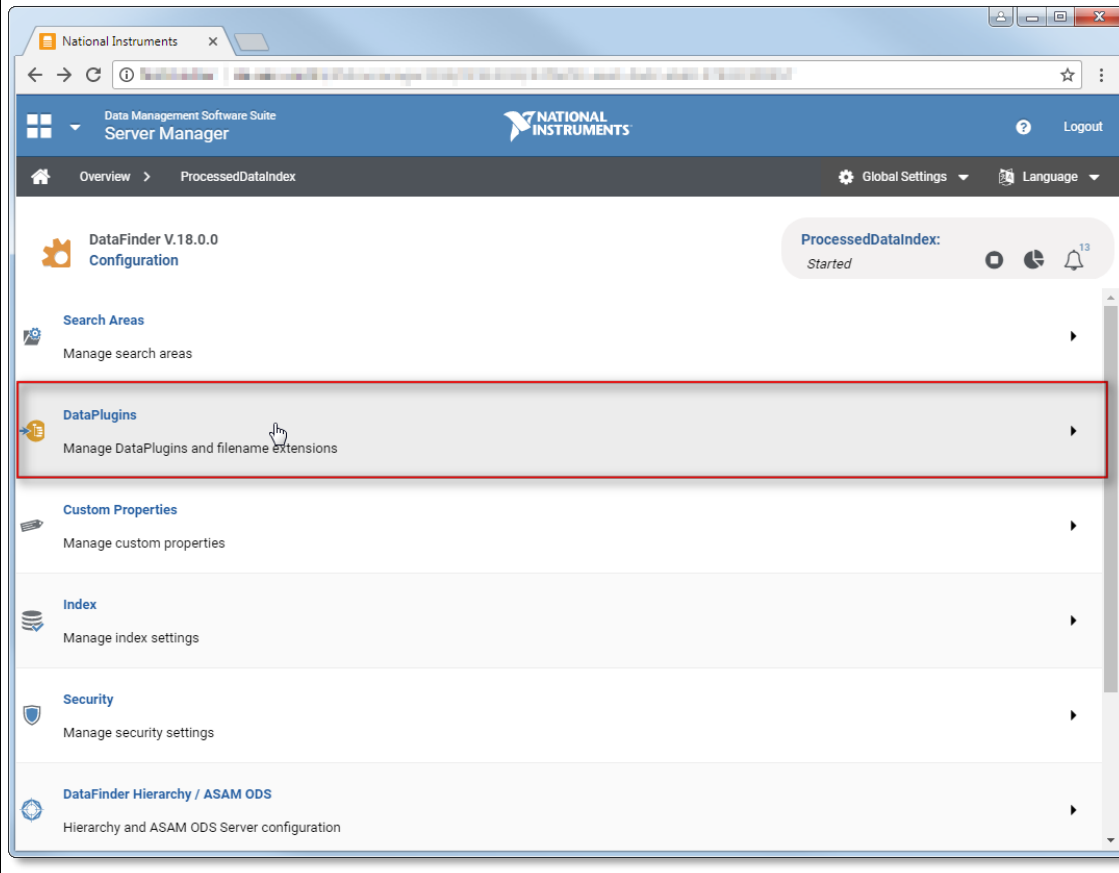 National Instruments
Data Management Software Suite
Server Manager
NATIONAL
INSTRUMENTS
Logout
Overview > ProcessedDataIndex
Global Settings
Language
DataFinder V.18.0.0
Configuration
ProcessedDataIndex:
Started
13
Search Areas
Manage search areas
DataPlugins
Manage DataPlugins and filename extensions
Custom Properties
Manage custom properties
Index
Manage index settings
Security
Manage security settings
DataFinder Hierarchy / ASAM ODS
Hierarchy and ASAM ODS Server configuration